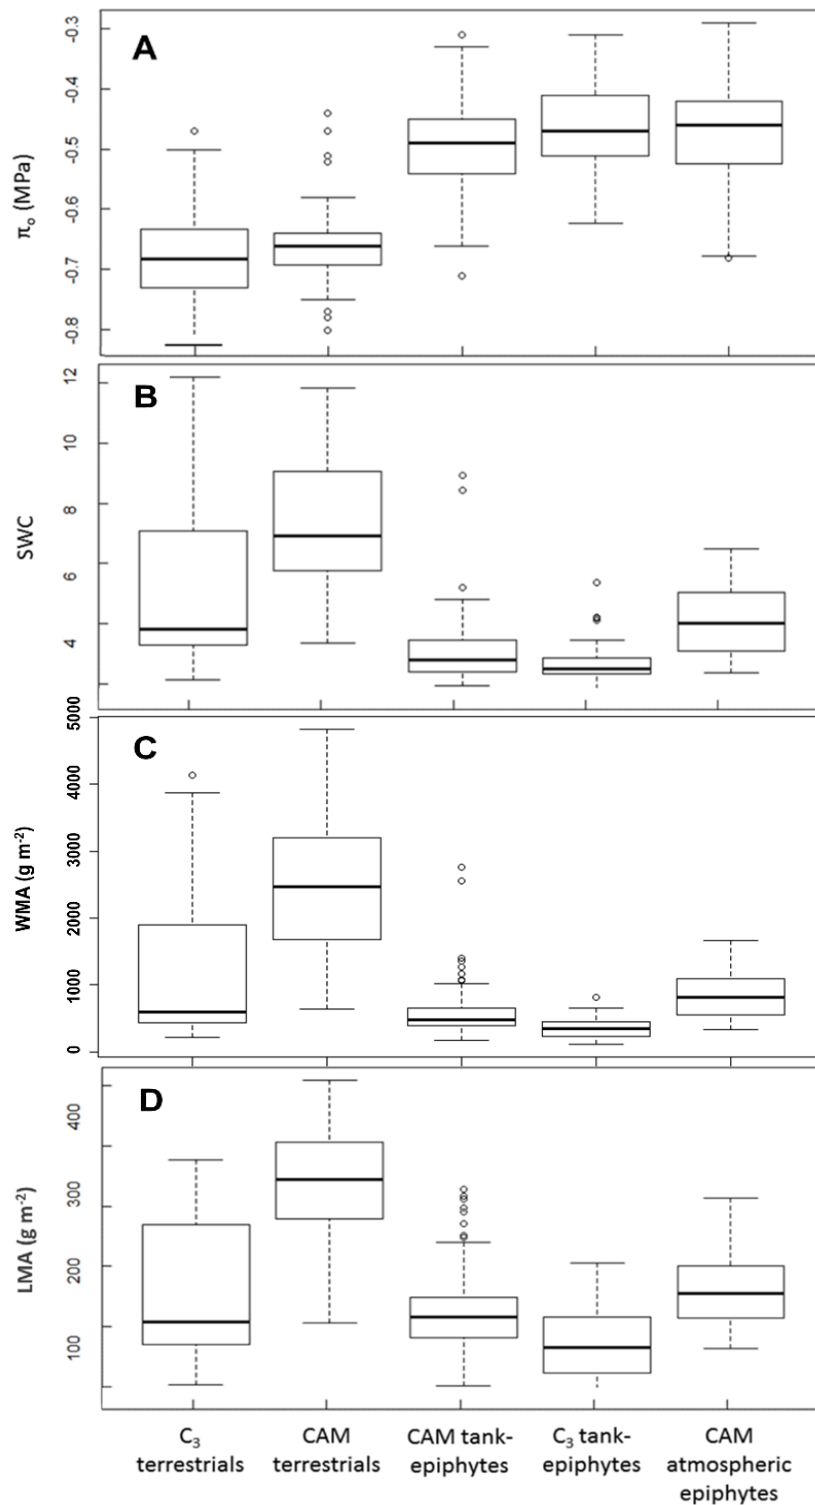 A
-0.3
-0.4
-0.5
-0.6
-0.7
-0.8
πo (MPa)
B
12
10
8
6
4
SWC
C
5000
4000
3000
2000
1000
0
WMA (g m-2)
D
400
300
200
100
LMA (g m-2)
C3 terrestrials
CAM terrestrials
CAM tank-epiphytes
C3 tank-epiphytes
CAM atmospheric epiphytes